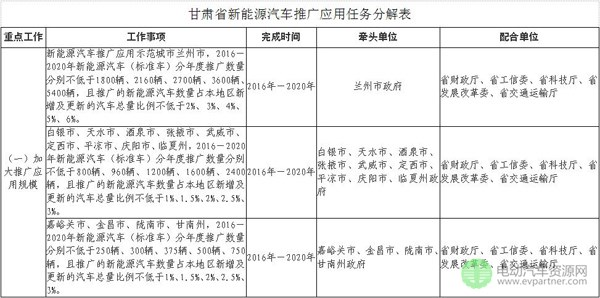 甘肃省新能源汽车推广应用任务分解表
重点工作 工作事项 完成时间 牵头单位 配合单位
（一）加
大推广应
用规模
新能源汽车推广应用示范城市兰州市，2016—
2020年新能源汽车（标准车）分年度推广数量
分别不低于1800辆、2160辆、2700辆、3600辆、
5400辆，且推广的新能源汽车数量占本地区新
增及更新的汽车总量比例不低于2%、3%、4%、
5%、6%。
2016年—2020年
兰州市政府
省财政厅、省工信委、省科技厅、省
发展改革委、省交通运输厅
白银市、天水市、酒泉市、张掖市、武威市、
定西市、平凉市、庆阳市、临夏州，2016—20
20年新能源汽车（标准车）分年度推广数量分
别不低于800辆、960辆、1200辆、1600辆、2400
辆，且推广的新能源汽车数量占本地区新增及
更新的汽车总量比例不低于1%、1.5%、2%、2.5%、
3%。
2016年—2020年
白银市、天水市、酒泉市、
张掖市、武威市、定西市、
平凉市、庆阳市、临夏州政府
省财政厅、省工信委、省科技厅、省
发展改革委、省交通运输厅
嘉峪关市、金昌市、陇南市、甘南州，2016—
2020年新能源汽车（标准车）分年度推广数量
分别不低于250辆、300辆、375辆、500辆、750
辆，且推广的新能源汽车数量占本地区新增及
更新的汽车总量比例不低于1%、1.5%、2%、2.5%、
3%。
2016年—2020年
嘉峪关市、金昌市、陇南市、
甘南州政府
省财政厅、省工信委、省科技厅、省
发展改革委、省交通运输厅
电动汽车资源网
www.evpartner.com